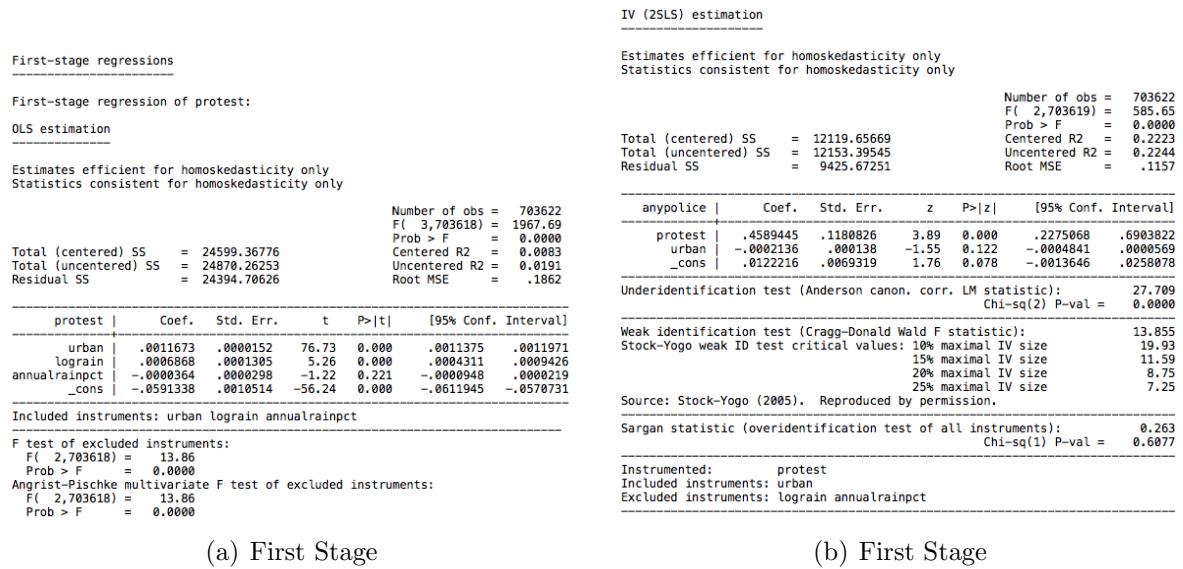 First-stage regressions
First-stage regression of protest:
OLS estimation
Estimates efficient for homoskedasticity only
Statistics consistent for homoskedasticity only
Number of obs = 703622
F( 3,703618) = 1967.69
Prob > F = 0.0000
Total (centered) SS = 24599.36776 Centered R2 = 0.0083
Total (uncentered) SS = 24870.26253 Uncentered R2 = 0.0191
Residual SS = 24394.70626 Root MSE = .1862
protest | Coef. Std. Err. t P>|t| [95% Conf. Interval]
urban | .0011673 .0000152 76.73 0.000 .0011375 .0011971
lograin | .0006868 .0001305 5.26 0.000 .0004311 .0009426
annualrainpct | -.0000364 .0000298 -1.22 0.221 -.0000948 .0000219
_cons | -.0591338 .0010514 -56.24 0.000 -.0611945 -.0570731
Included instruments: urban lograin annualrainpct
F test of excluded instruments:
F( 2,703618) = 13.86
Prob > F = 0.0000
Angrist-Pischke multivariate F test of excluded instruments:
F( 2,703618) = 13.86
Prob > F = 0.0000
(a) First Stage
IV (2SLS) estimation
Estimates efficient for homoskedasticity only
Statistics consistent for homoskedasticity only
Number of obs = 703622
F( 2,703619) = 585.65
Prob > F = 0.0000
Total (centered) SS = 12119.65669 Centered R2 = 0.2223
Total (uncentered) SS = 12153.39545 Uncentered R2 = 0.2244
Residual SS = 9425.67251 Root MSE = .1157
anypolice | Coef. Std. Err. z P>|z| [95% Conf. Interval]
protest | .4589445 .1180826 3.89 0.000 .2275068 .6903822
urban | -.0002136 .000138 -1.55 0.122 -.0004841 .0000569
_cons | .0122216 .0069319 1.76 0.078 -.0013646 .0258078
Underidentification test (Anderson canon. corr. LM statistic): 27.709
Chi-sq(2) P-val = 0.0000
Weak identification test (Cragg-Donald Wald F statistic): 13.855
Stock-Yogo weak ID test critical values: 10% maximal IV size 19.93
15% maximal IV size 11.59
20% maximal IV size 8.75
25% maximal IV size 7.25
Source: Stock-Yogo (2005). Reproduced by permission.
Sargan statistic (overidentification test of all instruments): 0.263
Chi-sq(1) P-val = 0.6077
Instrumented: protest
Included instruments: urban
Excluded instruments: lograin annualrainpct
(b) First Stage